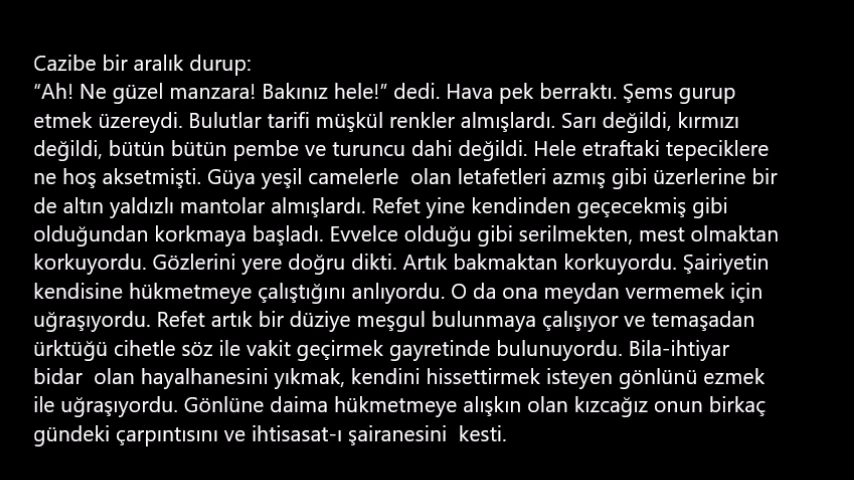 Cazibe bir aralık durup:
“Ah! Ne güzel manzara! Bakınız hele!” dedi. Hava pek berraktı. Şems gurup
etmek üzereydi. Bulutlar tarifi müşkül renkler almışlardı. Sarı değildi, kırmızı
değildi, bütün bütün pembe ve turuncu dahi değildi. Hele etraftaki tepeciklere
ne hoş aksetmişti. Güya yeşil camelerle  olan letafetleri azmış gibi üzerlerine bir
de altın yaldızlı mantolar almışlardı. Refet yine kendinden geçecekmiş gibi
olduğundan korkmaya başladı. Evvelce olduğu gibi serilmekten, mest olmaktan
korkuyordu. Gözlerini yere doğru dikti. Artık bakmaktan korkuyordu. Şairiyetin
kendisine hükmetmeye çalıştığını anlıyordu. O da ona meydan vermemek için
uğraşıyordu. Refet artık bir düziye meşgul bulunmaya çalışıyor ve temaşadan
ürktüğü cihetle söz ile vakit geçirmek gayretinde bulunuyordu. Bila-ihtiyar
bidar  olan hayalhanesini yıkmak, kendini hissettirmek isteyen gönlünü ezmek
ile uğraşıyordu. Gönlüne daima hükmetmeye alışkın olan kızcağız onun birkaç
gündeki çarpıntısını ve ihtisasat-ı şairanesini  kesti.